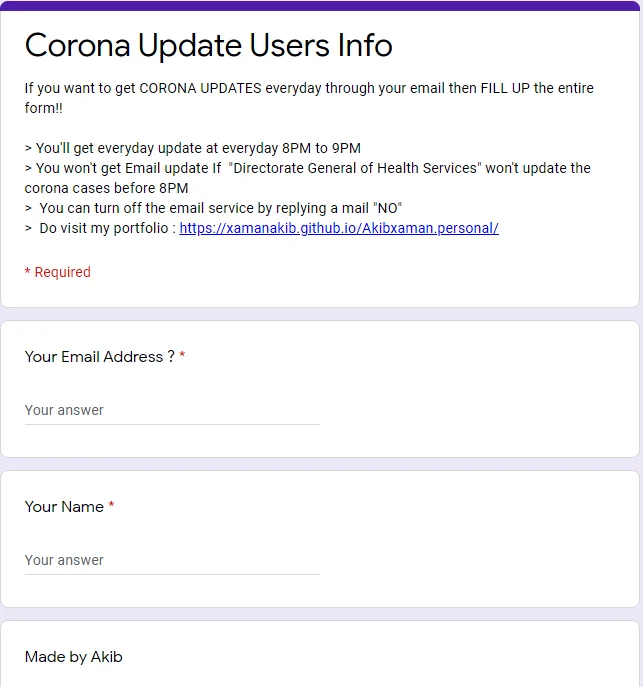 Corona Update Users Info
If you want to get CORONA UPDATES everyday through your email then FILL UP the entire
form!!
> You'll get everyday update at everyday 8PM to 9PM
> You won't get Email update If  "Directorate General of Health Services" won't update the
corona cases before 8PM
>  You can turn off the email service by replying a mail "NO"
>  Do visit my portfolio : https://xamanakib.github.io/Akibxaman.personal/
* Required
Your Email Address ? *
Your answer
Your Name *
Your answer
Made by Akib